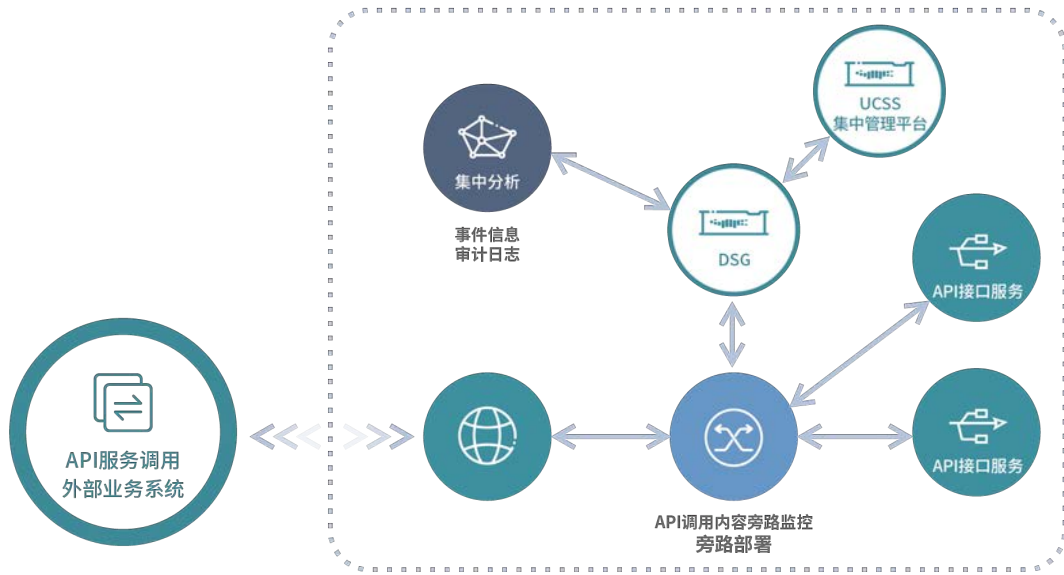 UCSS
集中管理平台
集中分析
事件信息
审计日志
DSG
API接口服务
API服务调用
外部业务系统
API接口服务
API调用内容旁路监控
旁路部署